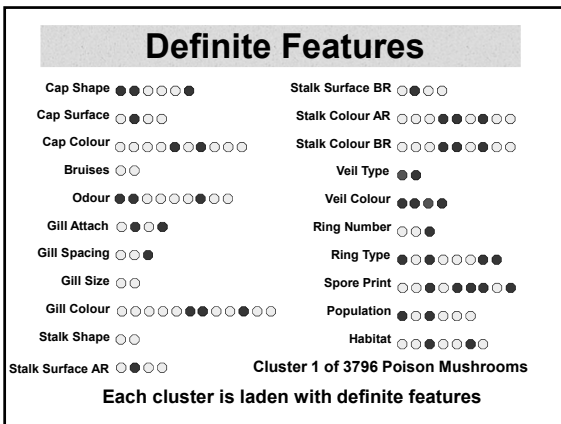 Definite Features
Cap Shape
Cap Surface
Cap Colour
Bruises
Odour
Gill Attach
Gill Spacing
Gill Size
Gill Colour
Stalk Shape
Stalk Surface AR
Stalk Surface BR
Stalk Colour AR
Stalk Colour BR
Veil Type
Veil Colour
Ring Number
Ring Type
Spore Print
Population
Habitat
Cluster 1 of 3796 Poison Mushrooms
Each cluster is laden with definite features